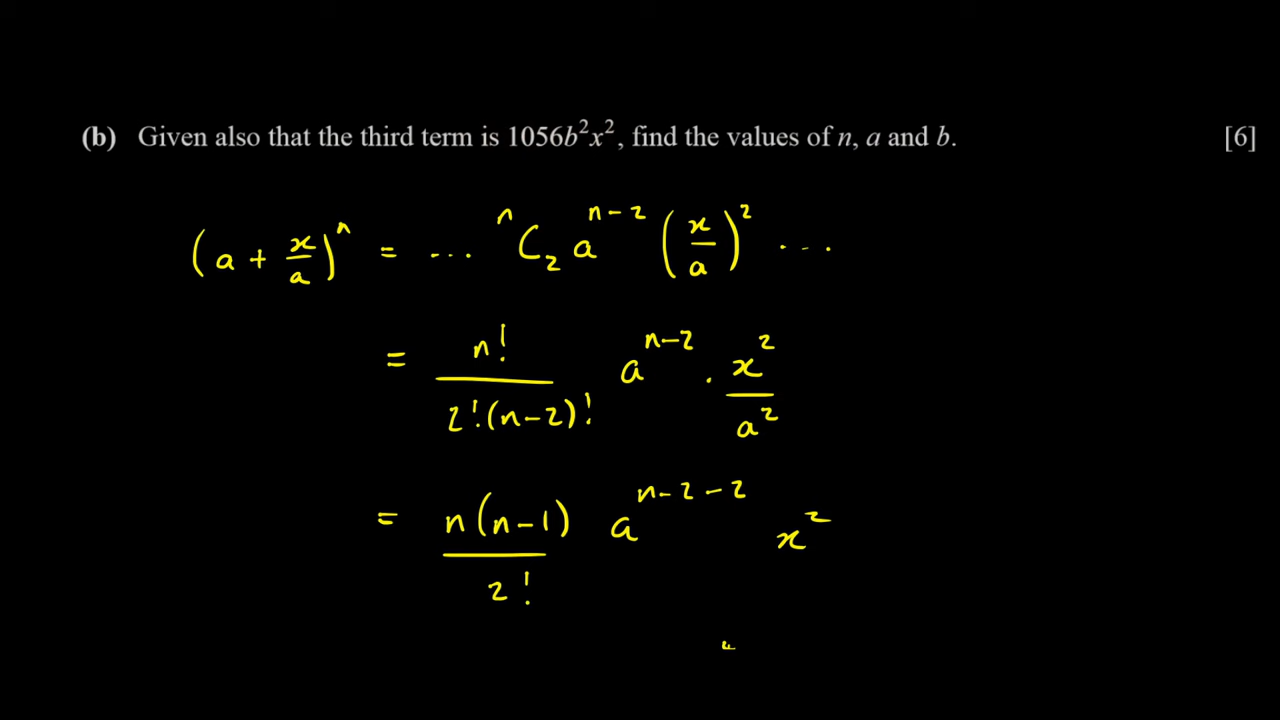 (b) Given also that the third term is 1056b²x², find the values of n, a and b. [6]
(a + x/a)ⁿ = ... ⁿC₂ aⁿ⁻² (x/a)² ...
= n!/(2!(n-2)!) aⁿ⁻² · x²/a²
= n(n-1)/2! aⁿ⁻²⁻² x²